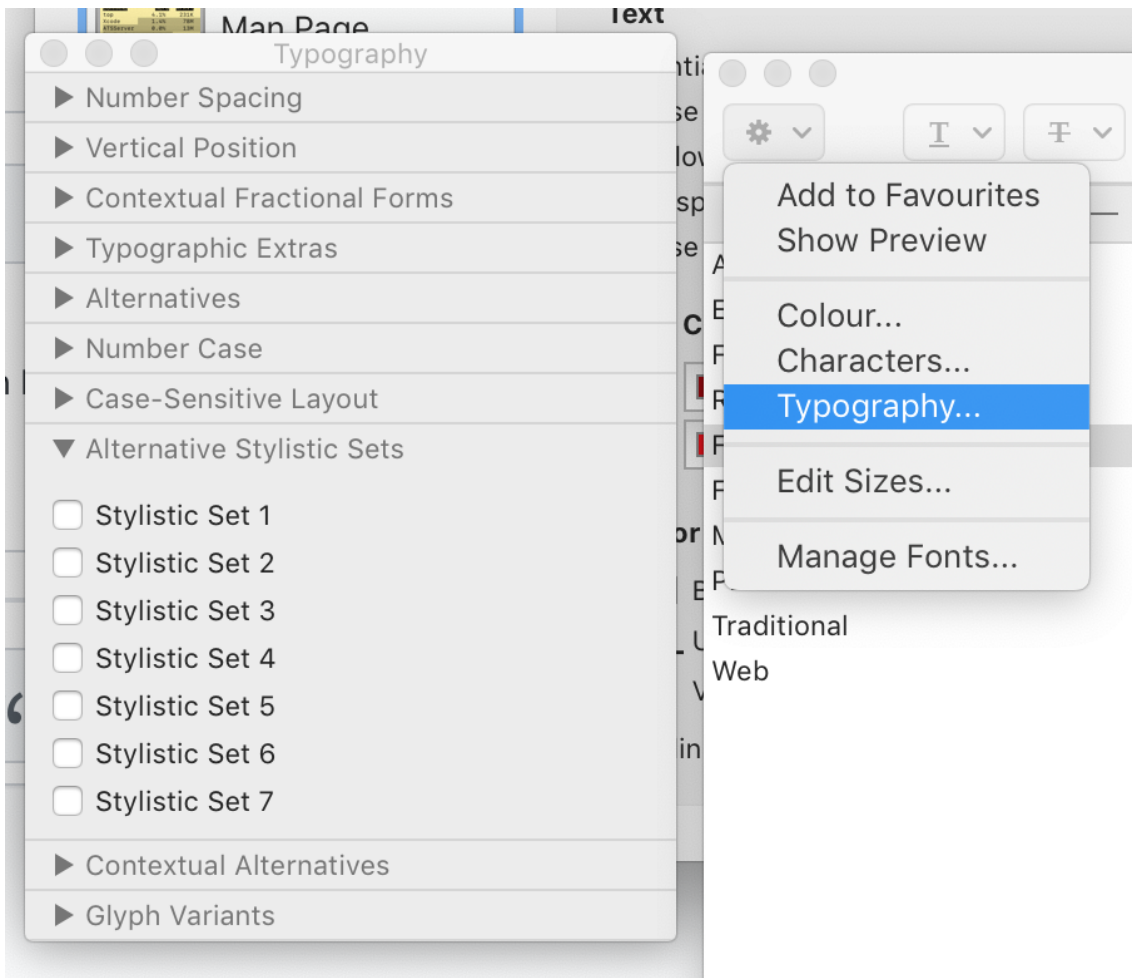 Man Page
Text
Typography
Number Spacing
Vertical Position
Contextual Fractional Forms
Typographic Extras
Alternatives
Number Case
Case-Sensitive Layout
Alternative Stylistic Sets
Stylistic Set 1
Stylistic Set 2
Stylistic Set 3
Stylistic Set 4
Stylistic Set 5
Stylistic Set 6
Stylistic Set 7
Contextual Alternatives
Glyph Variants
T
T
Add to Favourites
Show Preview
Colour...
Characters...
Typography...
Edit Sizes...
Manage Fonts...
Traditional
Web